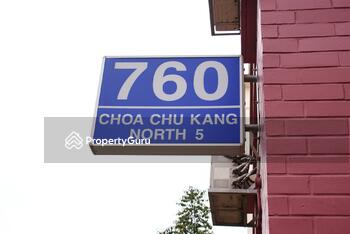 760
CHOA CHU KANG
NORTH 5
PropertyGuru